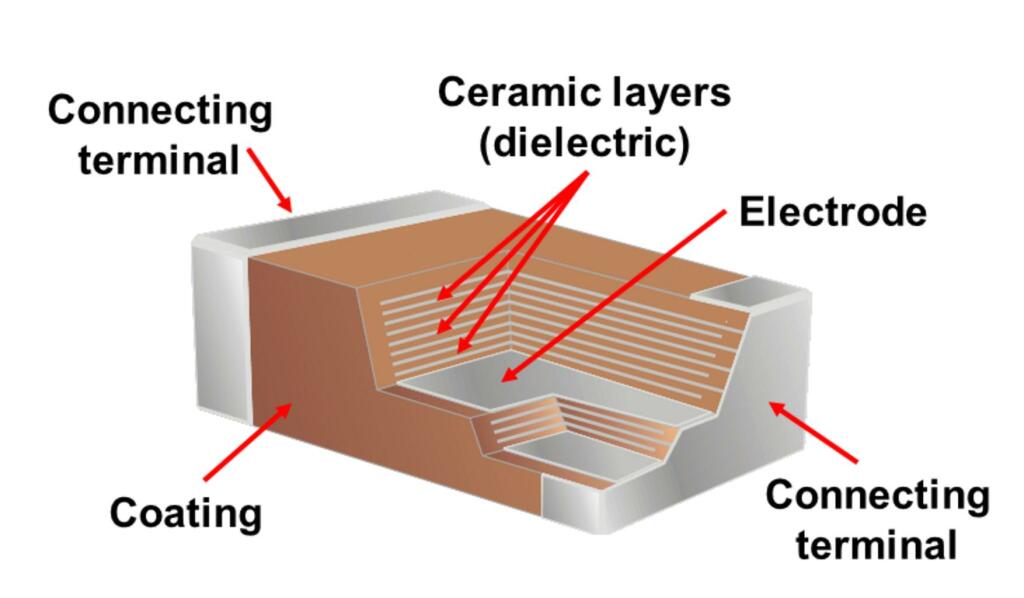 Connecting
terminal
Ceramic layers
(dielectric)
Electrode
Coating
Connecting
terminal